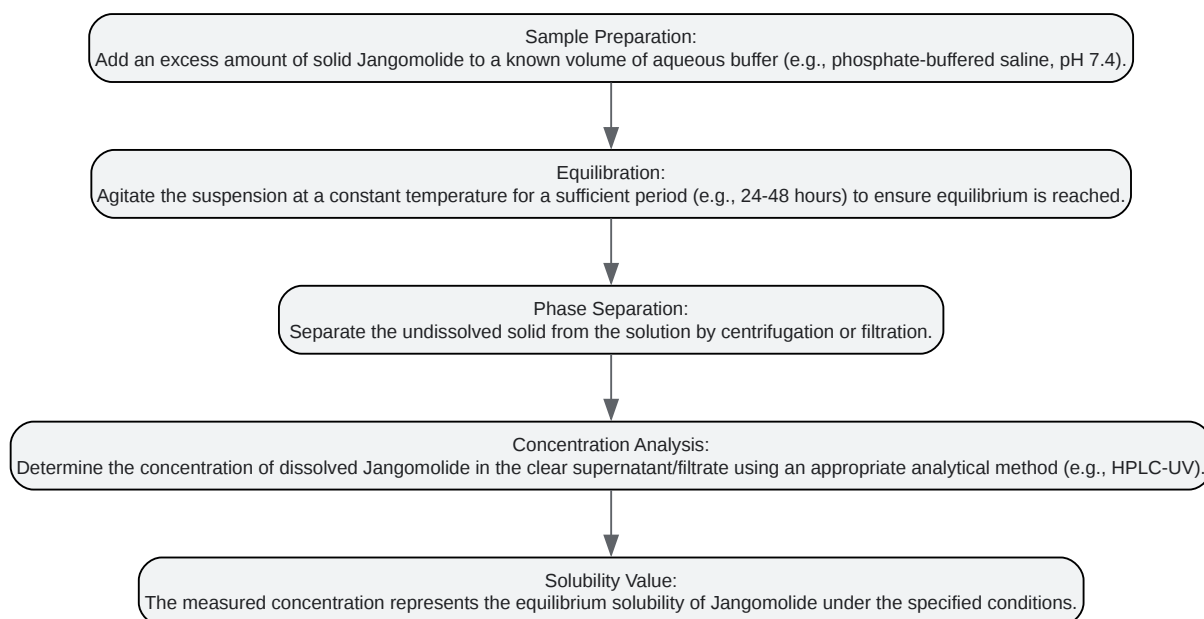 Sample Preparation:
Add an excess amount of solid Jangomolide to a known volume of aqueous buffer (e.g., phosphate-buffered saline, pH 7.4).
Equilibration:
Agitate the suspension at a constant temperature for a sufficient period (e.g., 24-48 hours) to ensure equilibrium is reached.
Phase Separation:
Separate the undissolved solid from the solution by centrifugation or filtration.
Concentration Analysis:
Determine the concentration of dissolved Jangomolide in the clear supernatant/filtrate using an appropriate analytical method (e.g., HPLC-UV).
Solubility Value:
The measured concentration represents the equilibrium solubility of Jangomolide under the specified conditions.